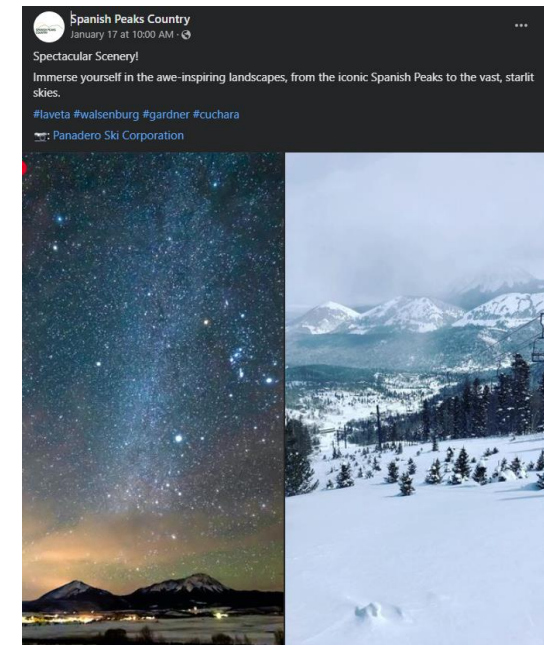 Spanish Peaks Country
January 17 at 10:00 AM ·
Spectacular Scenery!
Immerse yourself in the awe-inspiring landscapes, from the iconic Spanish Peaks to the vast, starlit
skies.
#laveta #walsenburg #gardner #cuchara
: Panadero Ski Corporation